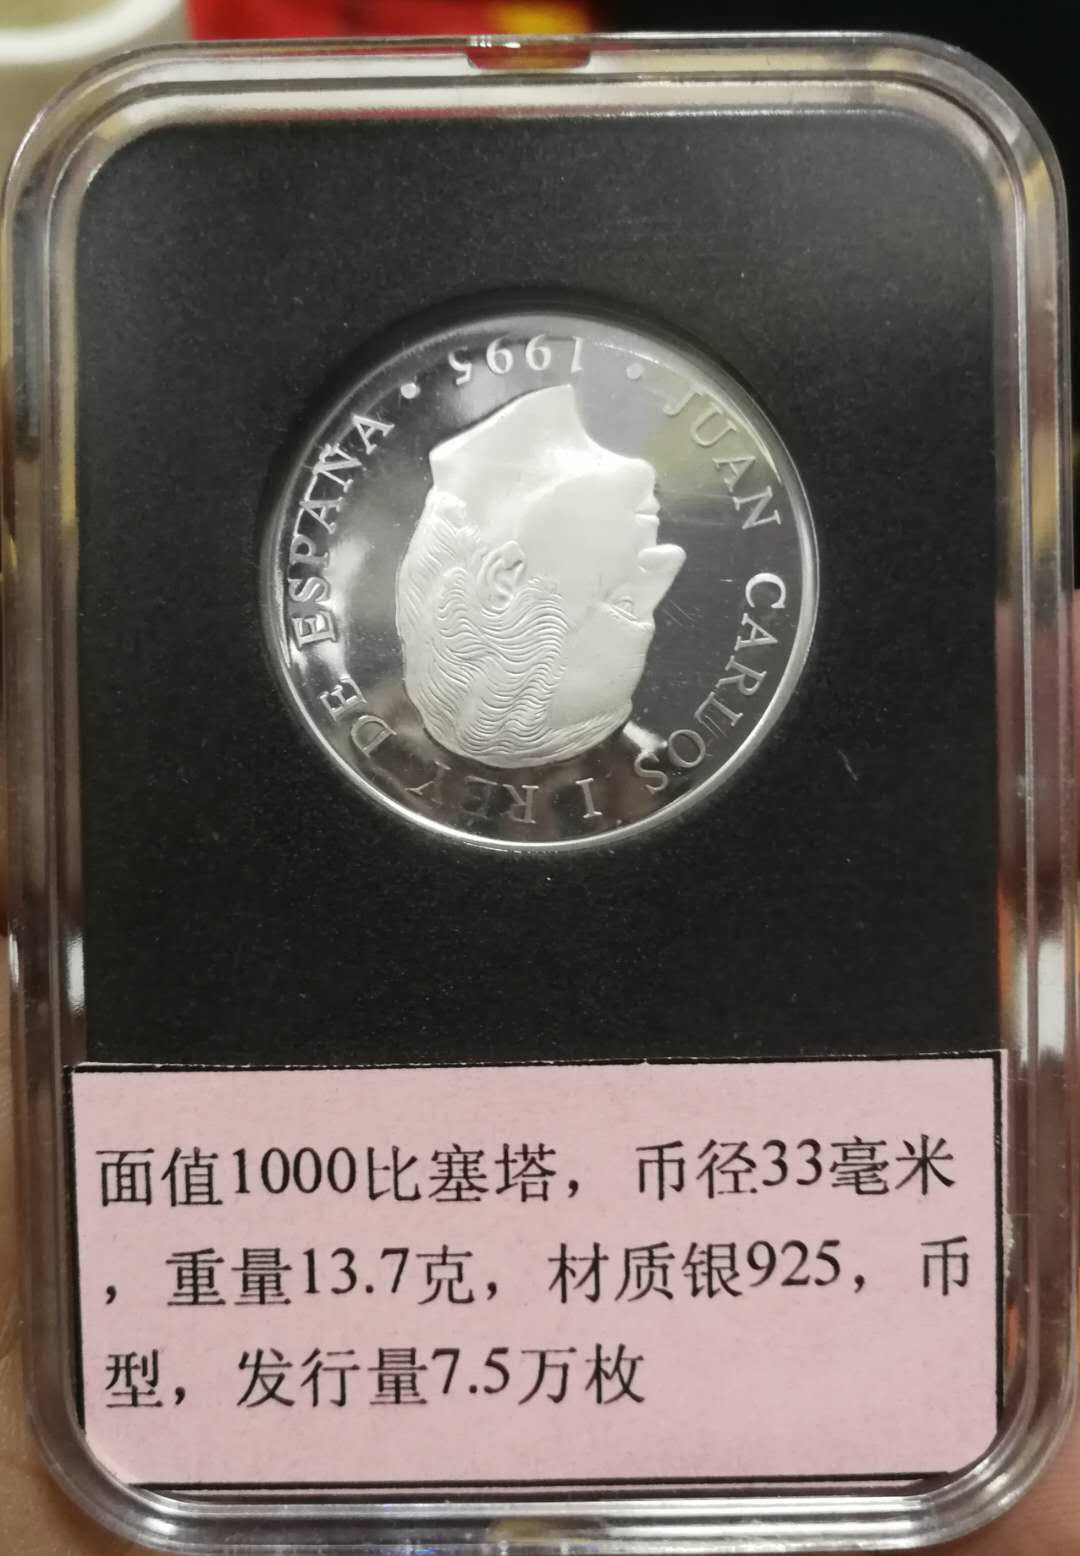 JUAN CARLOS I REY DE ESPAÑA • 1995 •
面值1000比塞塔，币径33毫米
，重量13.7克，材质银925，币
型，发行量7.5万枚